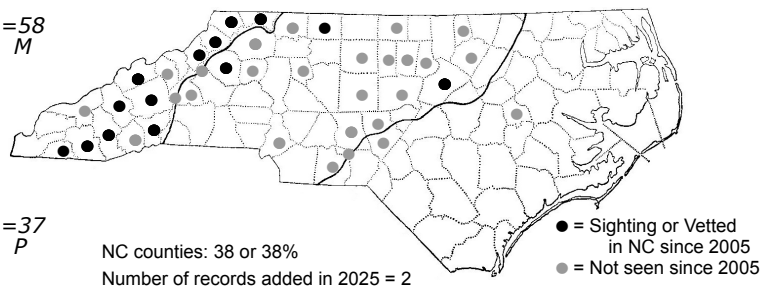 =58
M
=37
P
NC counties: 38 or 38%
Number of records added in 2025 = 2
= Sighting or Vetted
in NC since 2005
= Not seen since 2005